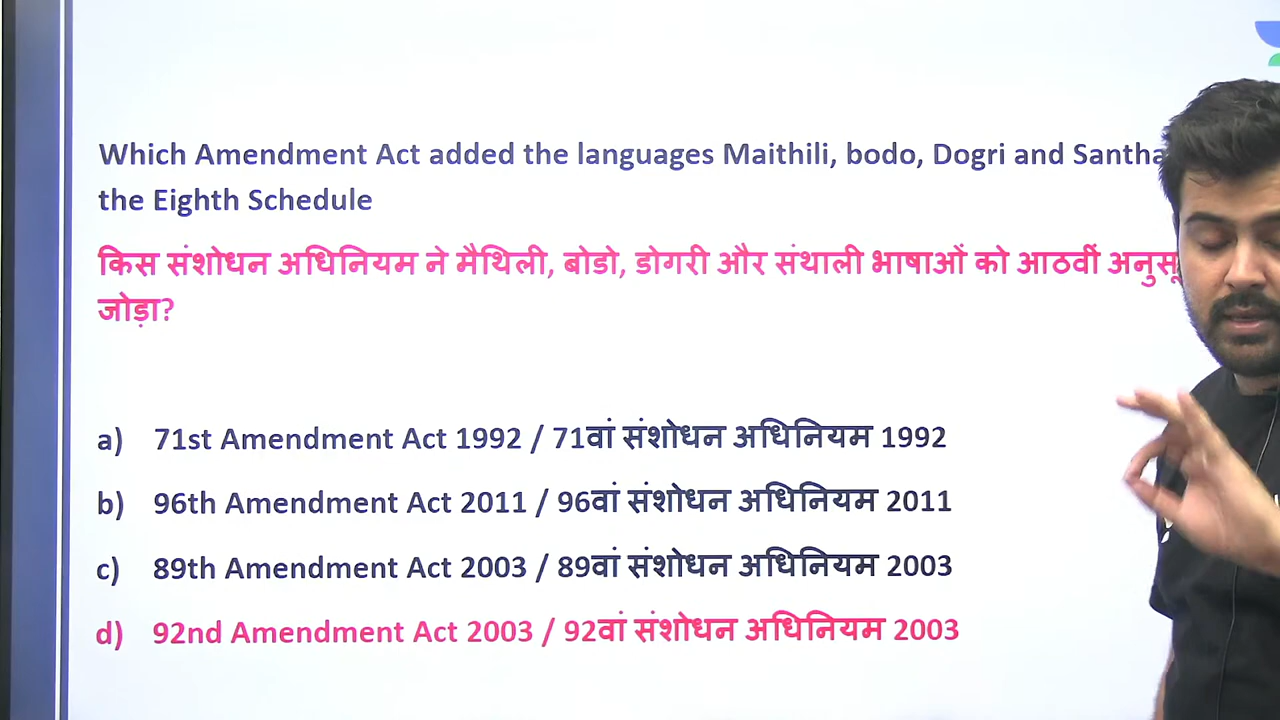 Which Amendment Act added the languages Maithili, bodo, Dogri and
the Eighth Schedule
किस संशोधन अधिनियम ने मैथिली, बोडो, डोगरी और संथाली भाषाओं को आठवीं
जोड़ा?
a) 71st Amendment Act 1992 / 71वां संशोधन अधिनियम 1992
b) 96th Amendment Act 2011 / 96वां संशोधन अधिनियम 2011
c) 89th Amendment Act 2003 / 89वां संशोधन अधिनियम 2003
d) 92nd Amendment Act 2003 / 92वां संशोधन अधिनियम 2003